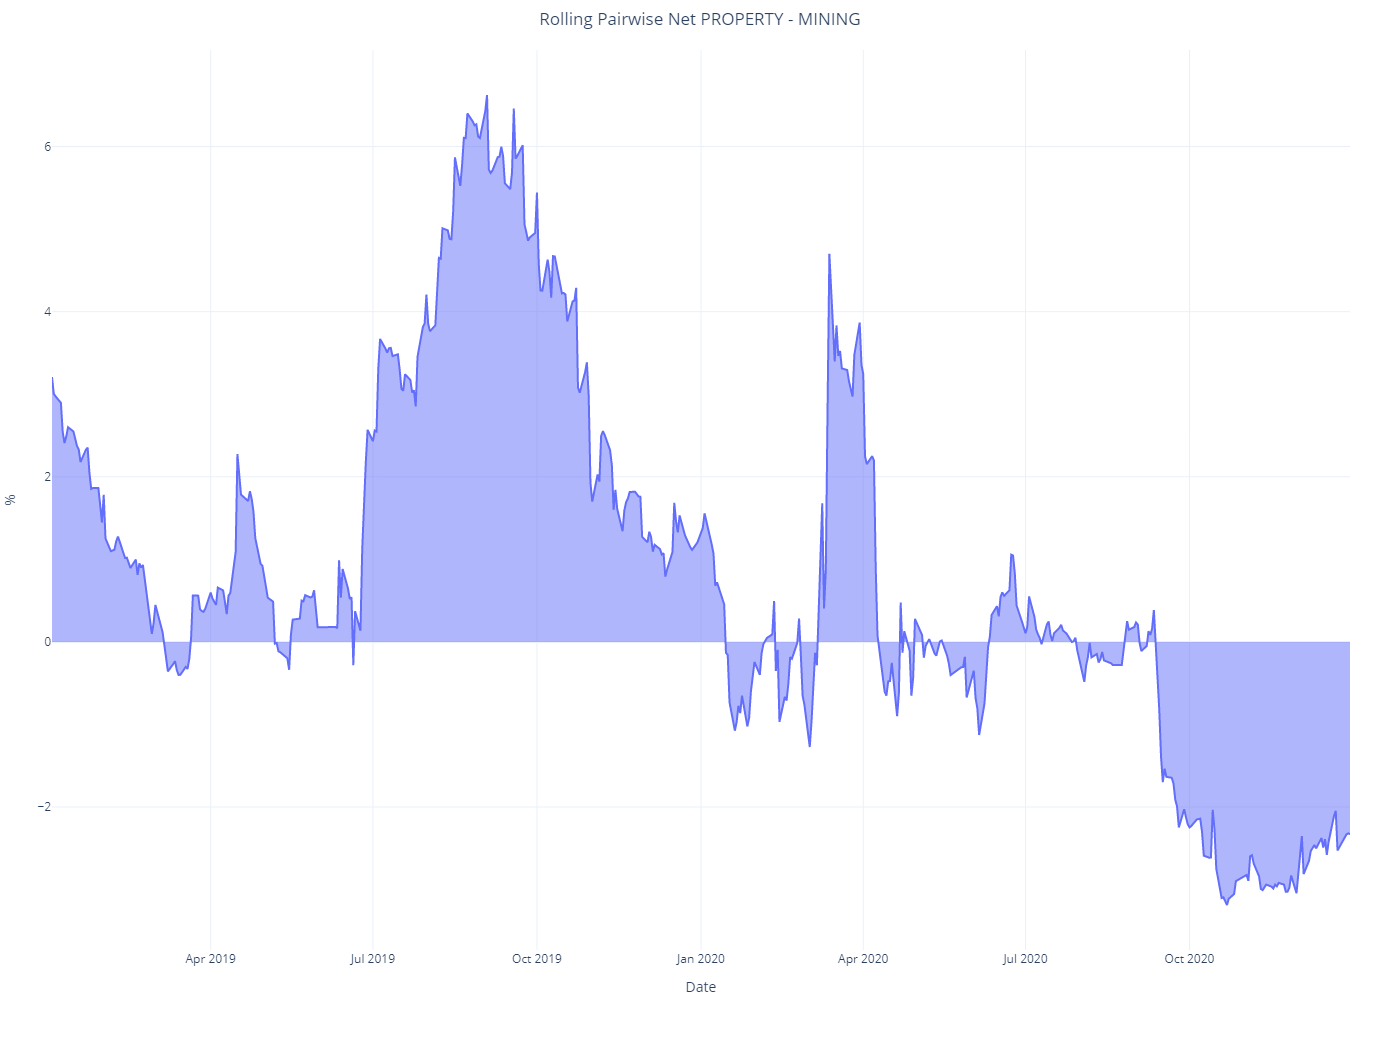 Rolling Pairwise Net PROPERTY - MINING
6
4
2
0
−2
%
Apr 2019
Jul 2019
Oct 2019
Jan 2020
Apr 2020
Jul 2020
Oct 2020
Date